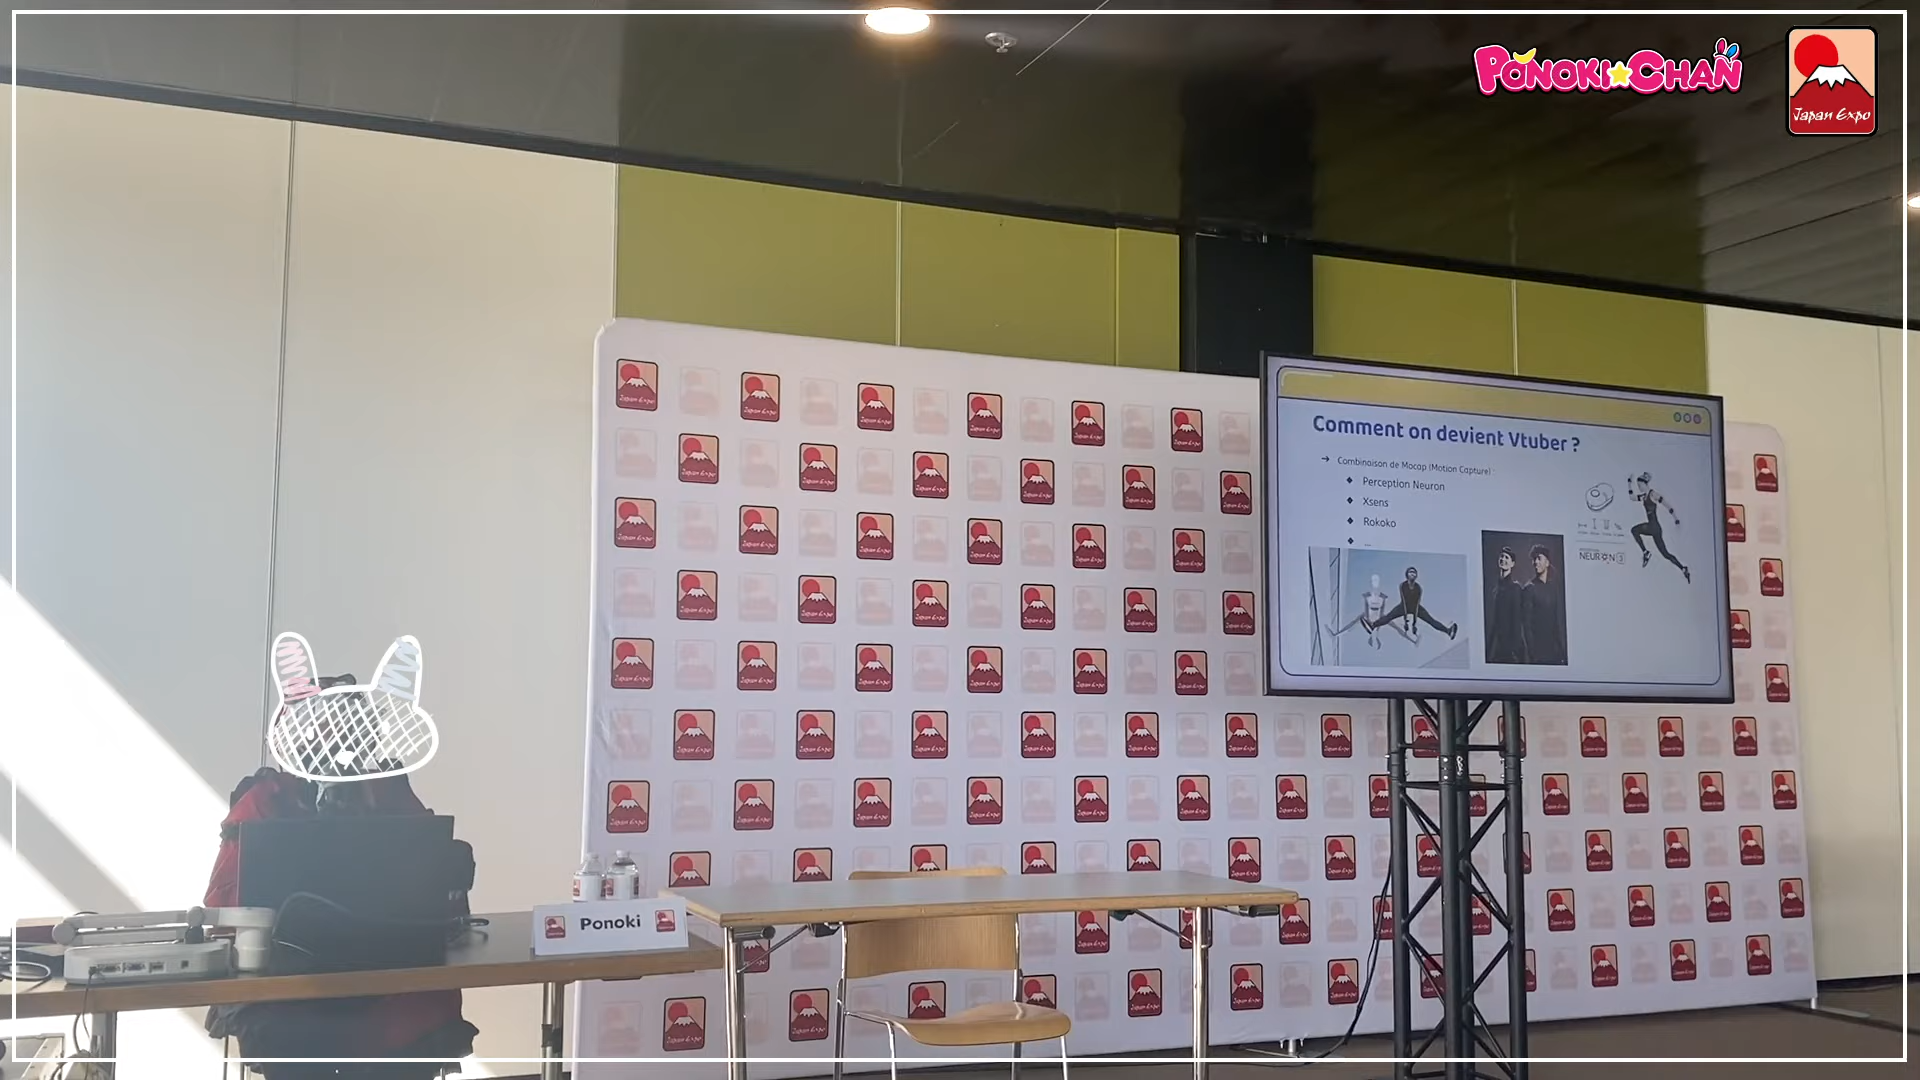 PONOKI CHAN
Japan Expo
Comment on devient Vtuber ?
Combinaison de Mocap (Motion Capture) :
Perception Neuron
Xsens
Rokoko
...
NEURON 3
Ponoki